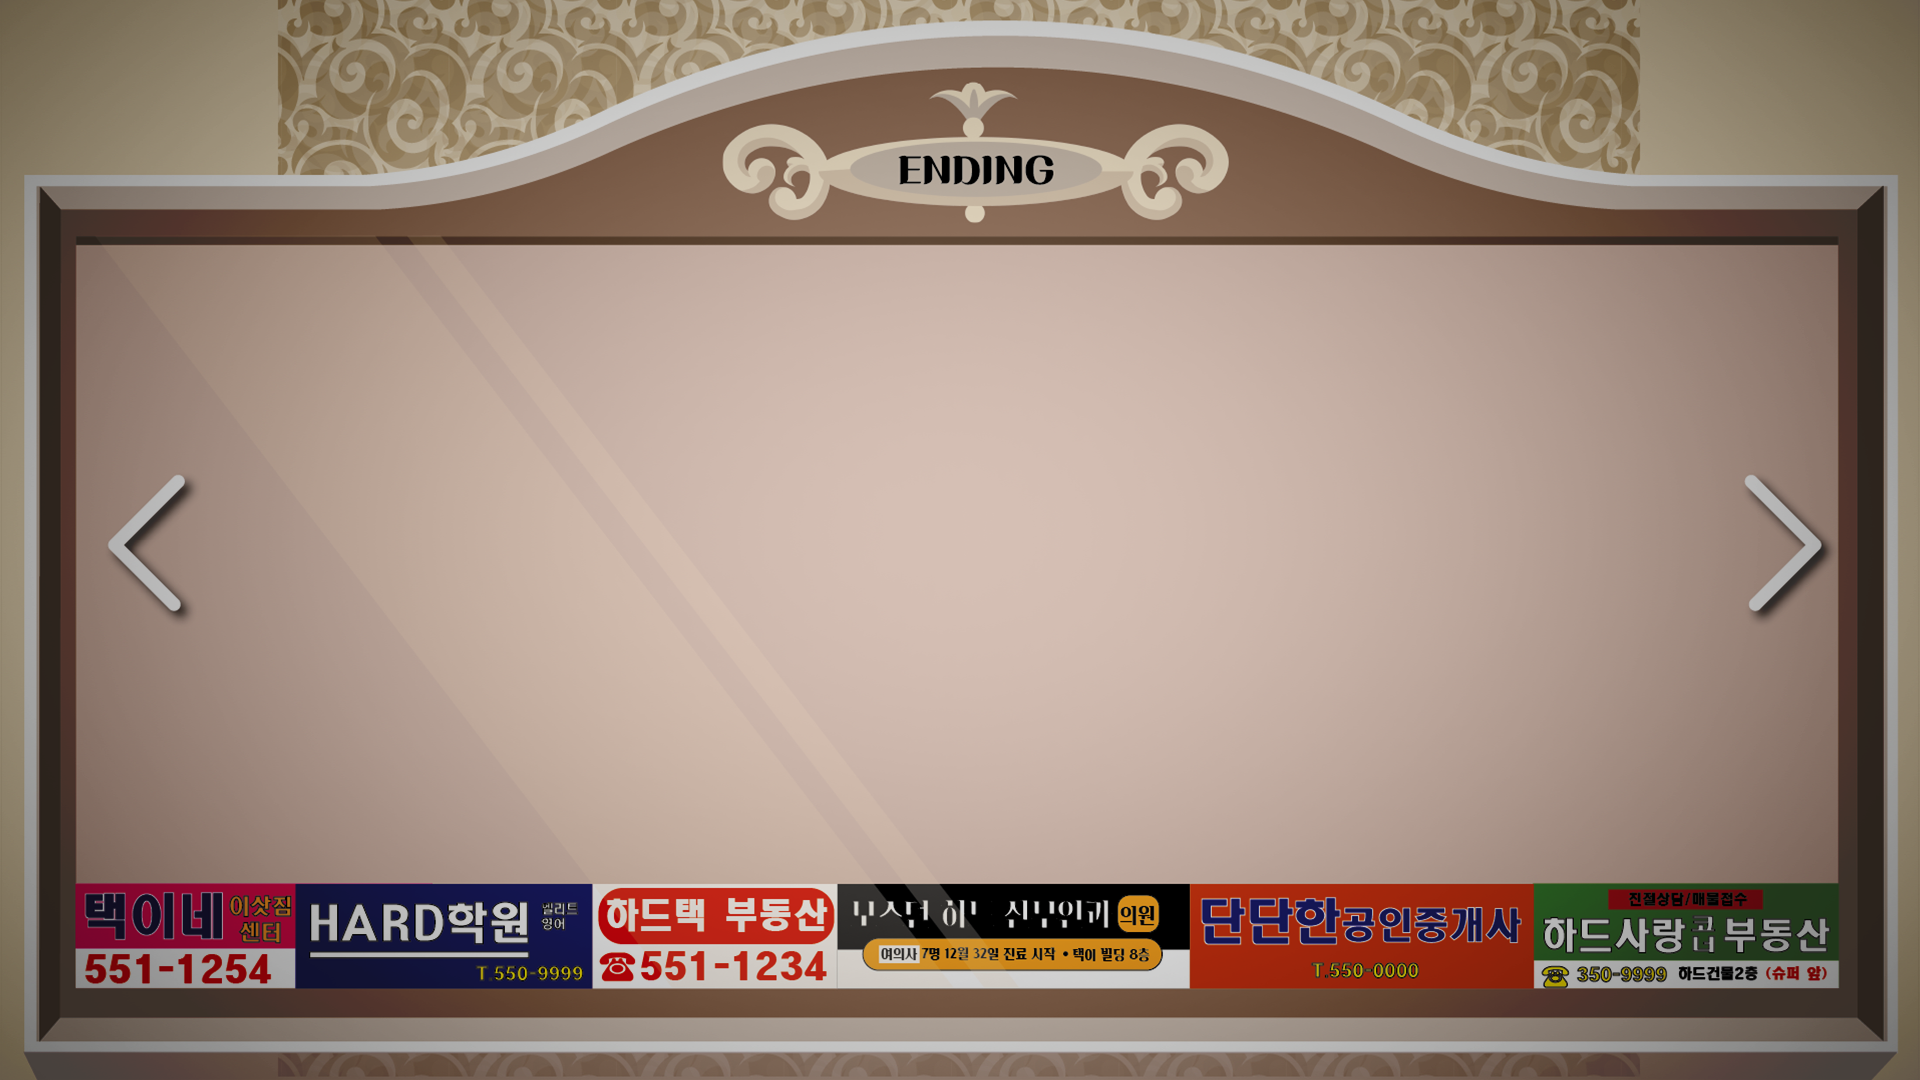 ENDING
택이네 이삿짐
센터
551-1254
HARD학원 엘리트
영어
T.550-9999
하드택 부동산
☎551-1234
의원
여의사 7명 12월 32일 진료 시작 • 택이 빌딩 8층
단단한공인중개사
T.550-0000
친절상담/매물접수
하드사랑 부동산
☎ 350-9999 하드건물2층 (슈퍼 앞)